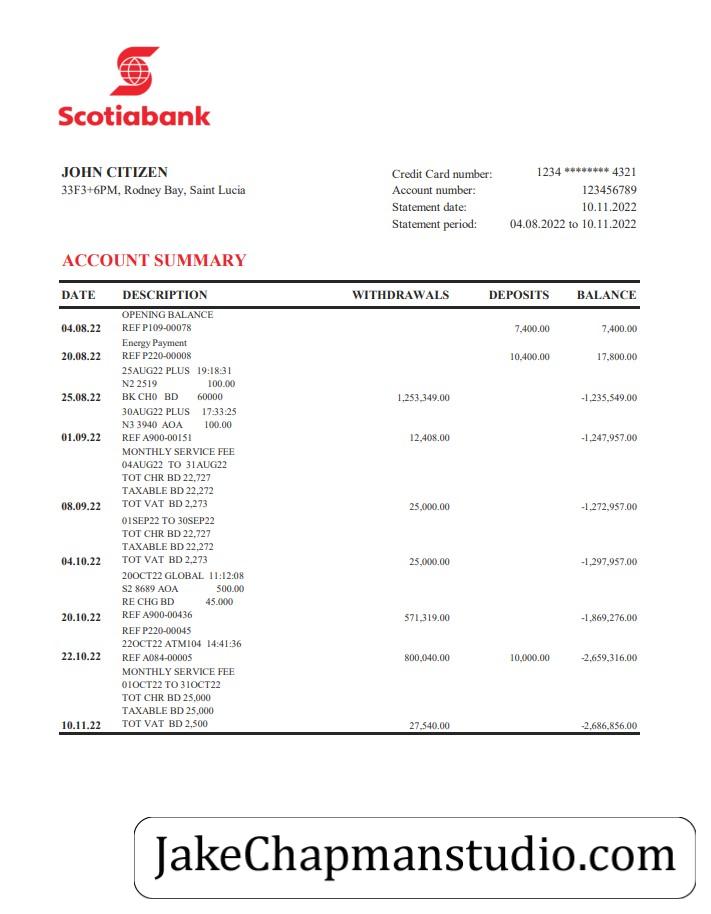 Scotiabank
JOHN CITIZEN
33F3+6PM, Rodney Bay, Saint Lucia
Credit Card number: 1234 ******** 4321
Account number: 123456789
Statement date: 10.11.2022
Statement period: 04.08.2022 to 10.11.2022
ACCOUNT SUMMARY
DATE DESCRIPTION WITHDRAWALS DEPOSITS BALANCE
OPENING BALANCE
04.08.22 REF P109-00078 7,400.00 7,400.00
Energy Payment
20.08.22 REF P220-00008 10,400.00 17,800.00
25AUG22 PLUS 19:18:31
N2 2519 100.00
25.08.22 BK CH0 BD 60000 1,253,349.00 -1,235,549.00
30AUG22 PLUS 17:33:25
N3 3940 AOA 100.00
01.09.22 REF A900-00151 12,408.00 -1,247,957.00
MONTHLY SERVICE FEE
04AUG22 TO 31AUG22
TOT CHR BD 22,727
TAXABLE BD 22,272
08.09.22 TOT VAT BD 2,273 25,000.00 -1,272,957.00
01SEP22 TO 30SEP22
TOT CHR BD 22,727
TAXABLE BD 22,272
04.10.22 TOT VAT BD 2,273 25,000.00 -1,297,957.00
20OCT22 GLOBAL 11:12:08
S2 8689 AOA 500.00
RE CHG BD 45.000
20.10.22 REF A900-00436 571,319.00 -1,869,276.00
REF P220-00045
22OCT22 ATM104 14:41:36
22.10.22 REF A084-00005 800,040.00 10,000.00 -2,659,316.00
MONTHLY SERVICE FEE
01OCT22 TO 31OCT22
TOT CHR BD 25,000
TAXABLE BD 25,000
10.11.22 TOT VAT BD 2,500 27,540.00 -2,686,856.00
JakeChapmanstudio.com